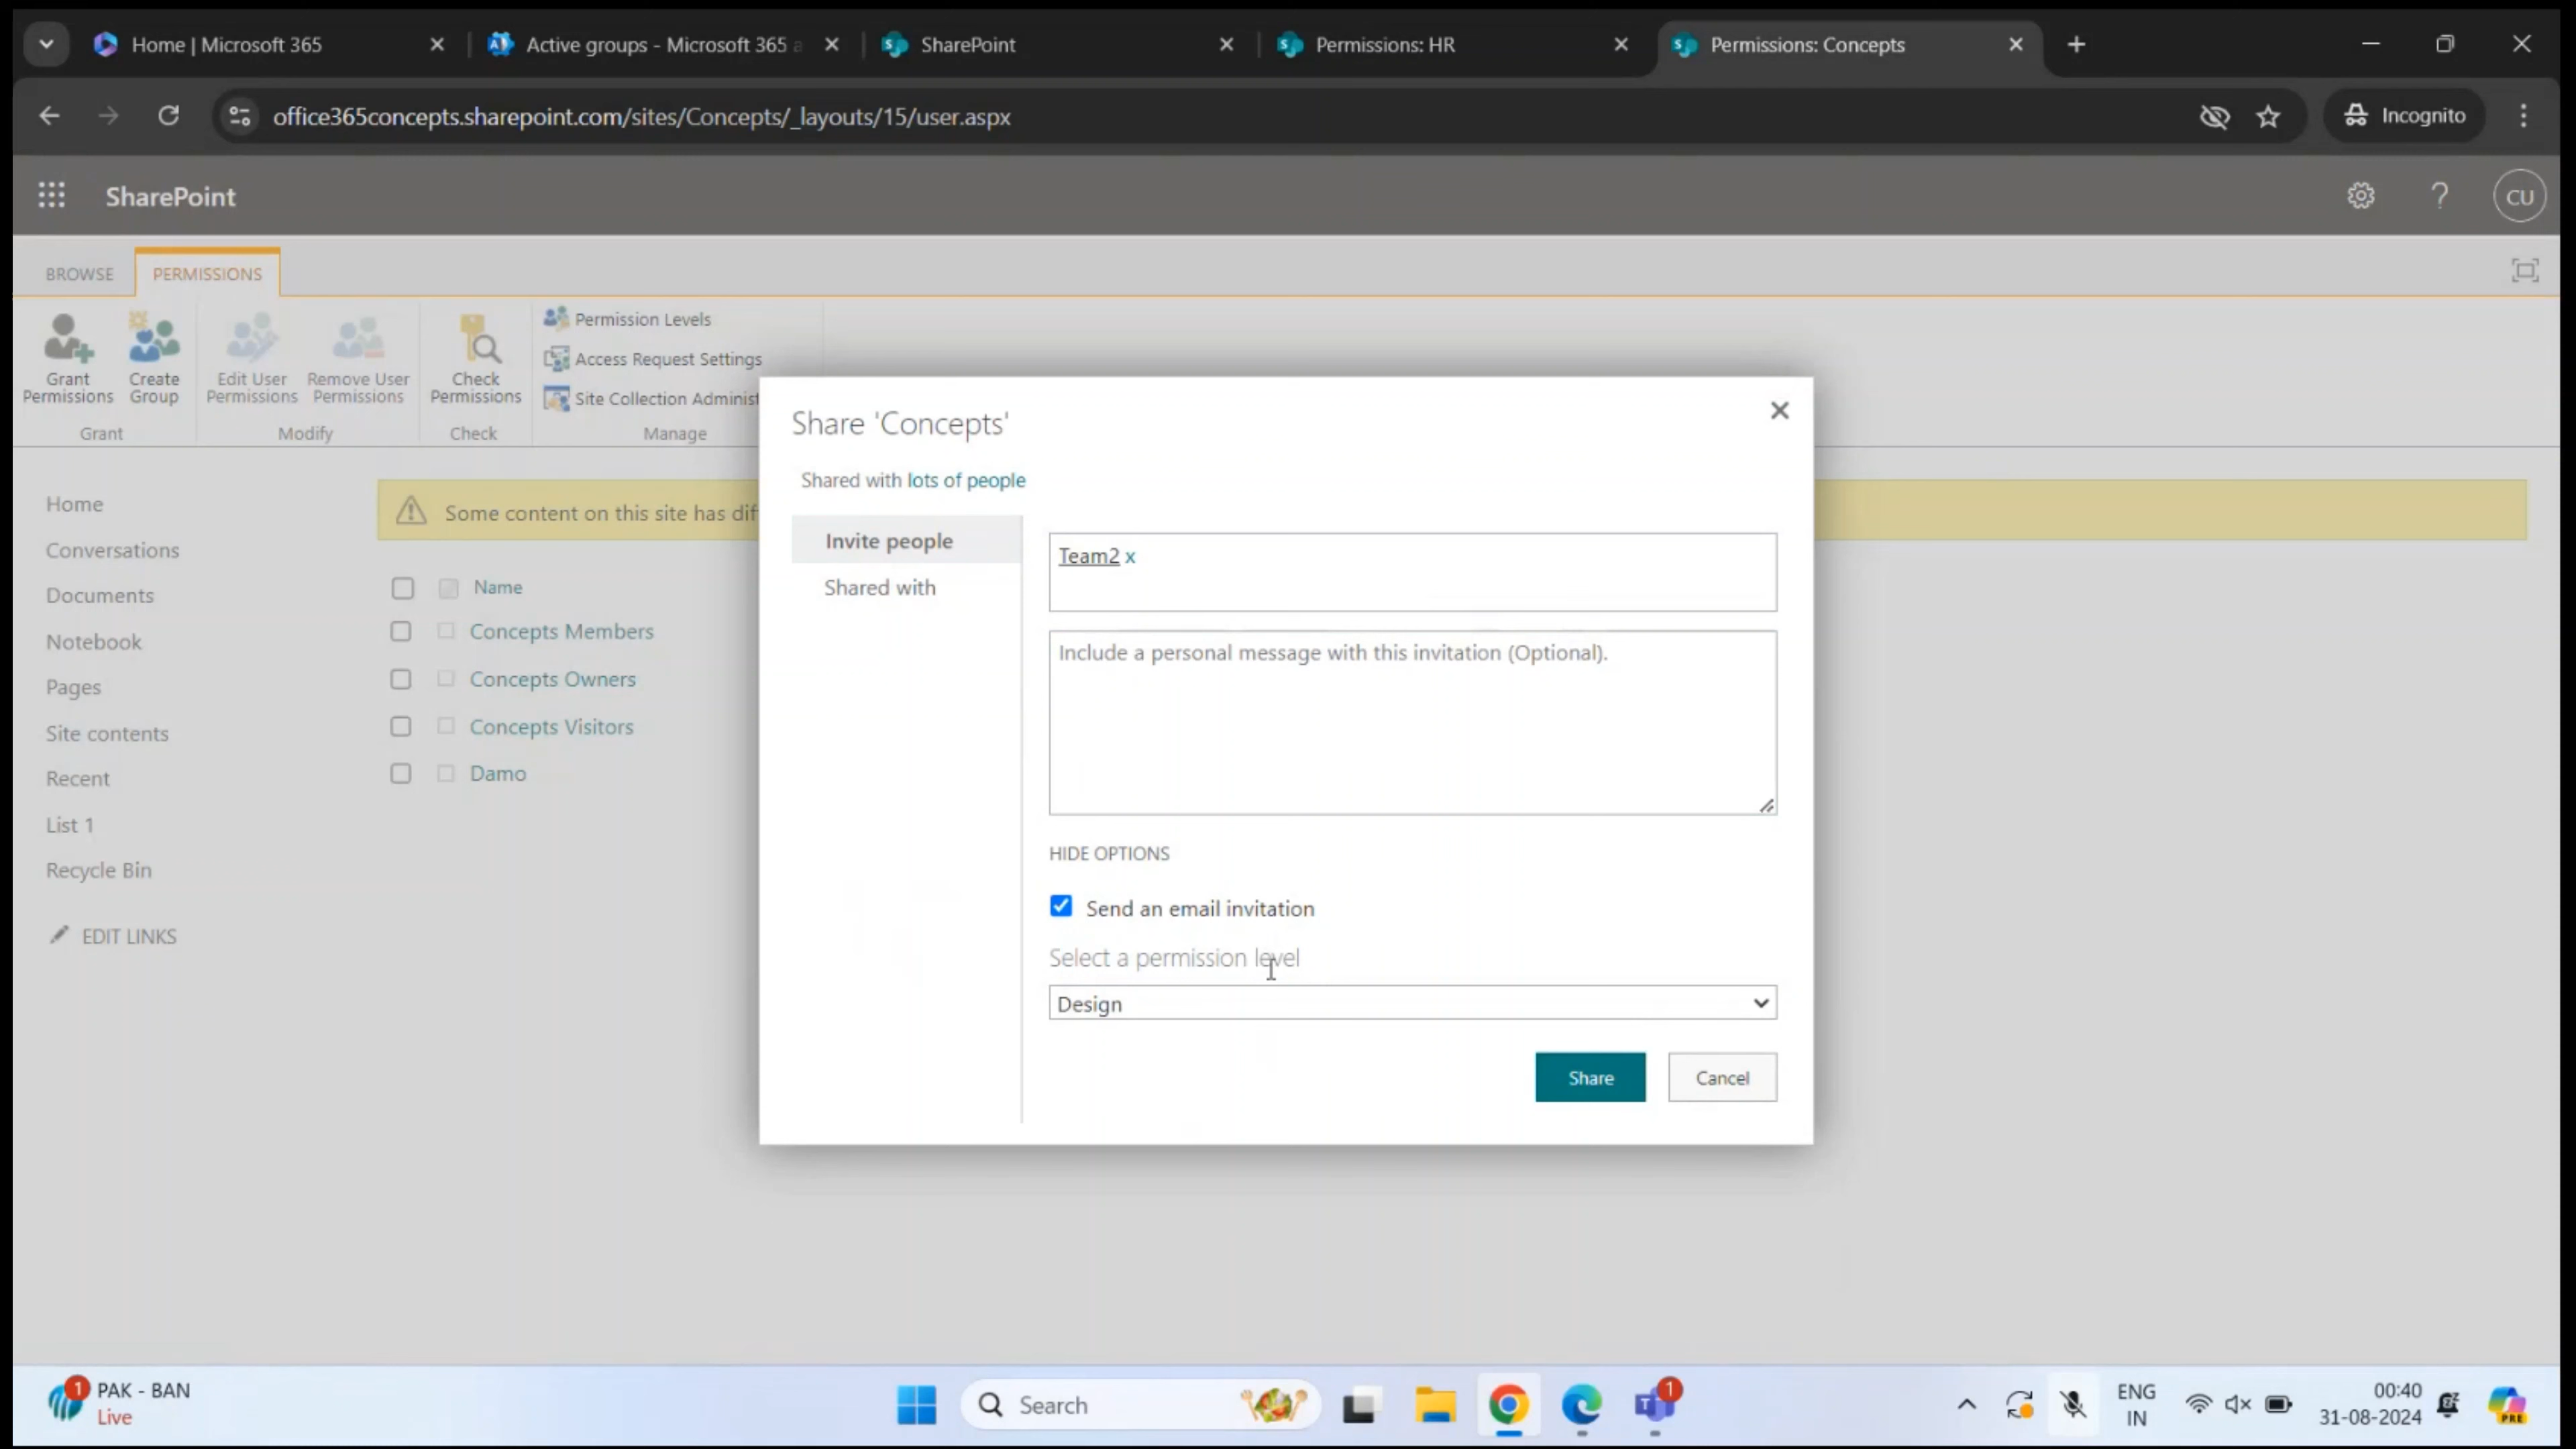 Home | Microsoft 365
Active groups - Microsoft 365 a
SharePoint
Permissions: HR
Permissions: Concepts
office365concepts.sharepoint.com/sites/Concepts/_layouts/15/user.aspx
Incognito
SharePoint
CU
BROWSE
PERMISSIONS
Grant Permissions
Create Group
Edit User Permissions
Remove User Permissions
Check Permissions
Permission Levels
Access Request Settings
Site Collection Administ
Grant
Modify
Check
Manage
Home
Conversations
Documents
Notebook
Pages
Site contents
Recent
List 1
Recycle Bin
EDIT LINKS
Some content on this site has dif
Name
Concepts Members
Concepts Owners
Concepts Visitors
Damo
Share 'Concepts'
Shared with lots of people
Invite people
Shared with
Team2 x
Include a personal message with this invitation (Optional).
HIDE OPTIONS
Send an email invitation
Select a permission level
Design
Share
Cancel
1
PAK - BAN
Live
Search
1
ENG
IN
00:40
31-08-2024
PRE